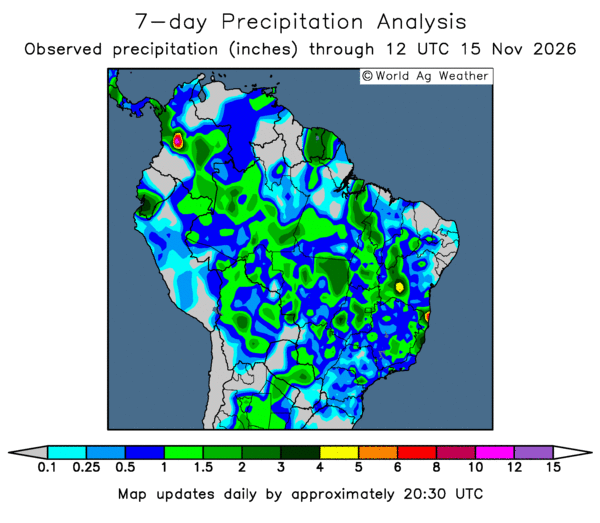 7-day Precipitation Analysis
Observed precipitation (inches) through 12 UTC 15 Nov 2026
©World Ag Weather
0.1 0.25 0.5 1 1.5 2 3 4 5 6 8 10 12 15
Map updates daily by approximately 20:30 UTC